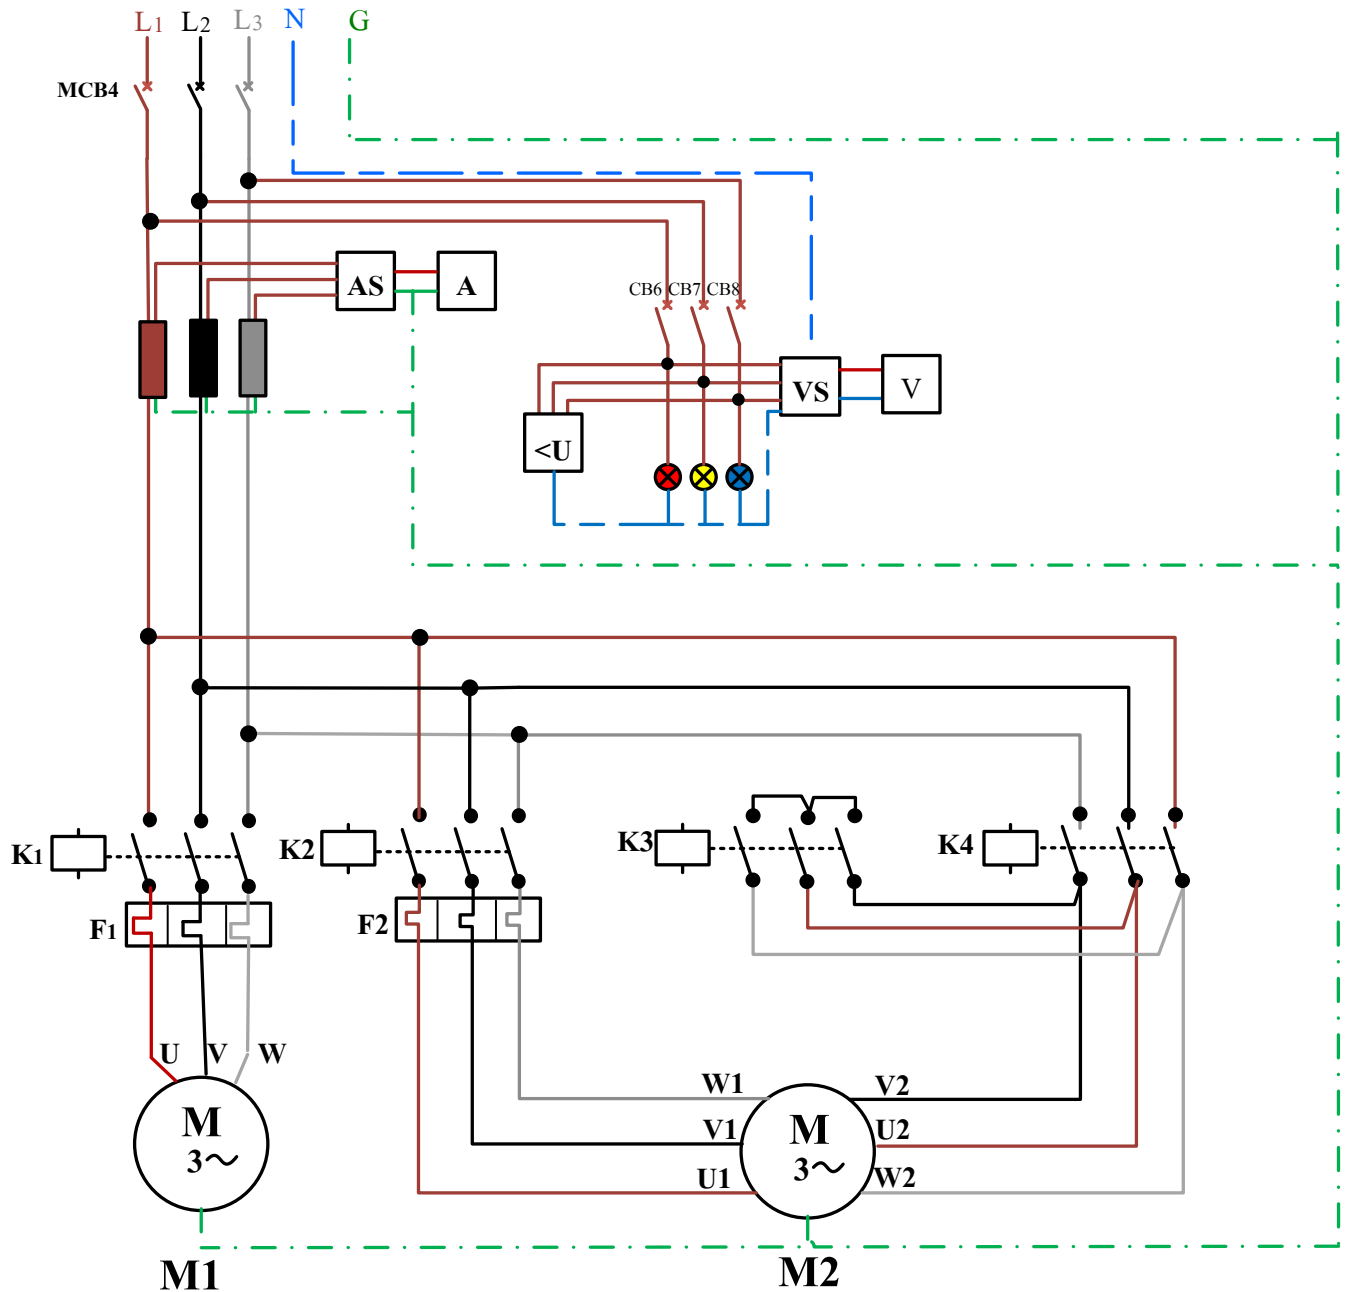 L1 L2 L3 N G
MCB4
AS A
CB6 CB7 CB8
VS V
<U
K1 K2 K3 K4
F1 F2
U V W
W1 V2
V1 U2
U1 W2
M
3~
M
3~
M1 M2